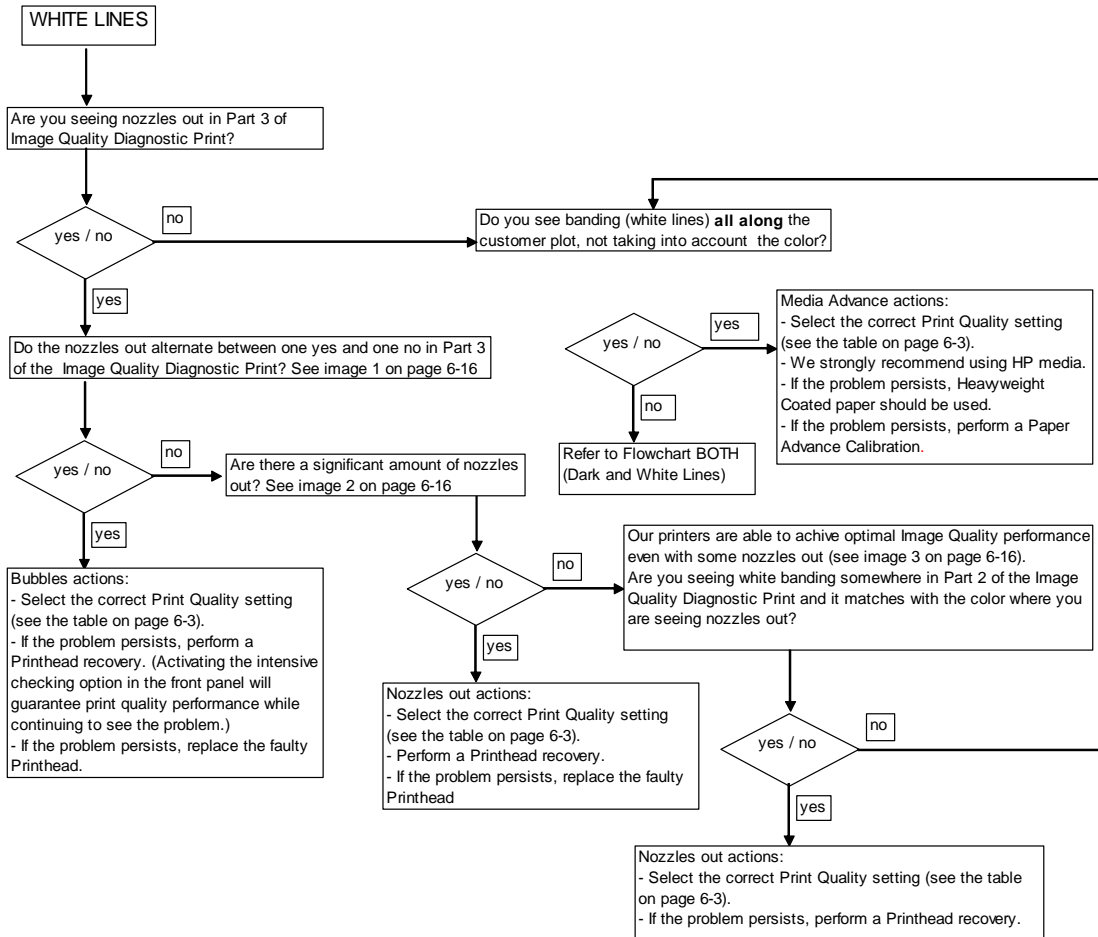 WHITE LINES
Are you seeing nozzles out in Part 3 of
Image Quality Diagnostic Print?
yes / no
no
Do you see banding (white lines) all along the
customer plot, not taking into account the color?
yes
Do the nozzles out alternate between one yes and one no in Part 3
of the Image Quality Diagnostic Print? See image 1 on page 6-16
yes / no
yes
Media Advance actions:
- Select the correct Print Quality setting
(see the table on page 6-3).
- We strongly recommend using HP media.
- If the problem persists, Heavyweight
Coated paper should be used.
- If the problem persists, perform a Paper
Advance Calibration.
no
Refer to Flowchart BOTH
(Dark and White Lines)
yes / no
no
Are there a significant amount of nozzles
out? See image 2 on page 6-16
yes
Bubbles actions:
- Select the correct Print Quality setting
(see the table on page 6-3).
- If the problem persists, perform a
Printhead recovery. (Activating the intensive
checking option in the front panel will
guarantee print quality performance while
continuing to see the problem.)
- If the problem persists, replace the faulty
Printhead.
yes / no
no
Our printers are able to achive optimal Image Quality performance
even with some nozzles out (see image 3 on page 6-16).
Are you seeing white banding somewhere in Part 2 of the Image
Quality Diagnostic Print and it matches with the color where you
are seeing nozzles out?
yes
Nozzles out actions:
- Select the correct Print Quality setting
(see the table on page 6-3).
- Perform a Printhead recovery.
- If the problem persists, replace the faulty
Printhead
yes / no
no
yes
Nozzles out actions:
- Select the correct Print Quality setting (see the table
on page 6-3).
- If the problem persists, perform a Printhead recovery.